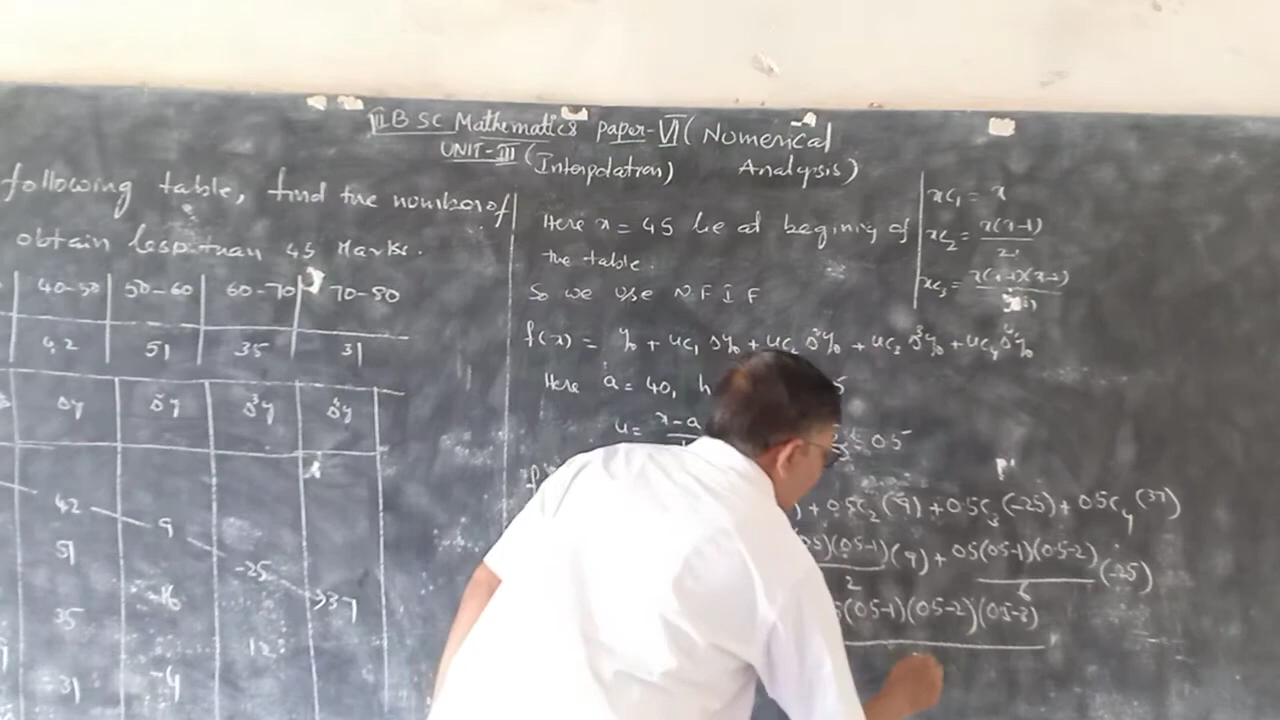 II B SC Mathematics Paper-VI (Numerical Analysis)
UNIT-III (Interpolation)
following table, find the number of
obtain less than 45 Marks.
40-50 50-60 60-70 70-80
42 51 35 31
Δy Δ²y Δ³y Δ⁴y
42
9
51
-25
-16
37
35
12
-4
31
Here x = 45 lie at begining of
the table.
So we use N F I F
f(x) = y₀ + uc₁ Δy₀ + uc₂ Δ²y₀ + uc₃ Δ³y₀ + uc₄ Δ⁴y₀
Here a = 40, h
u = x-a
= 0.5
) + 0.5c₂ (9) + 0.5c₃ (-25) + 0.5c₄ (37)
0.5)(0.5-1)/2 (9) + 0.5(0.5-1)(0.5-2)/6 (-25)
(0.5-1)(0.5-2)(0.5-3)
xc₁ = x
xc₂ = x(x-1)/2!
xc₃ = x(x-1)(x-2)